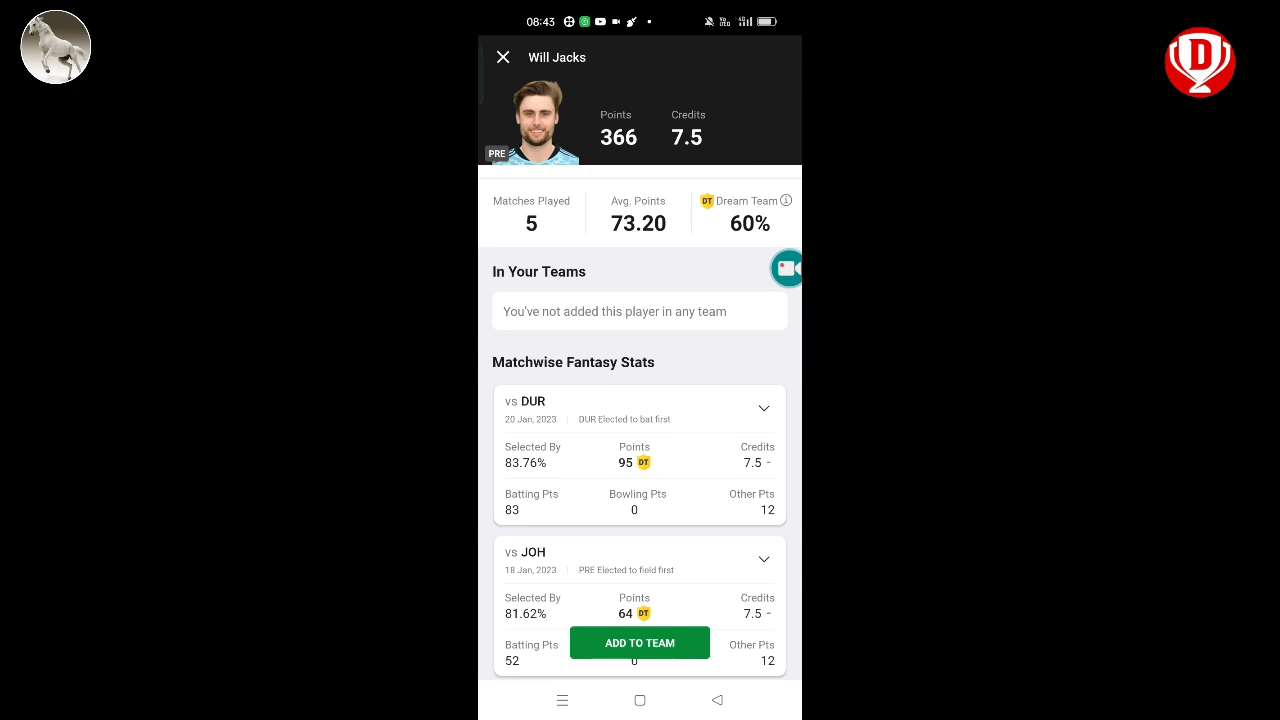 08:43
Will Jacks
Points Credits
366 7.5
PRE
Matches Played Avg. Points DT Dream Team
5 73.20 60%
In Your Teams
You've not added this player in any team
Matchwise Fantasy Stats
vs DUR
20 Jan, 2023 DUR Elected to bat first
Selected By Points Credits
83.76% 95 DT 7.5 -
Batting Pts Bowling Pts Other Pts
83 0 12
vs JOH
18 Jan, 2023 PRE Elected to field first
Selected By Points Credits
81.62% 64 DT 7.5 -
Batting Pts ADD TO TEAM Other Pts
52 0 12
D